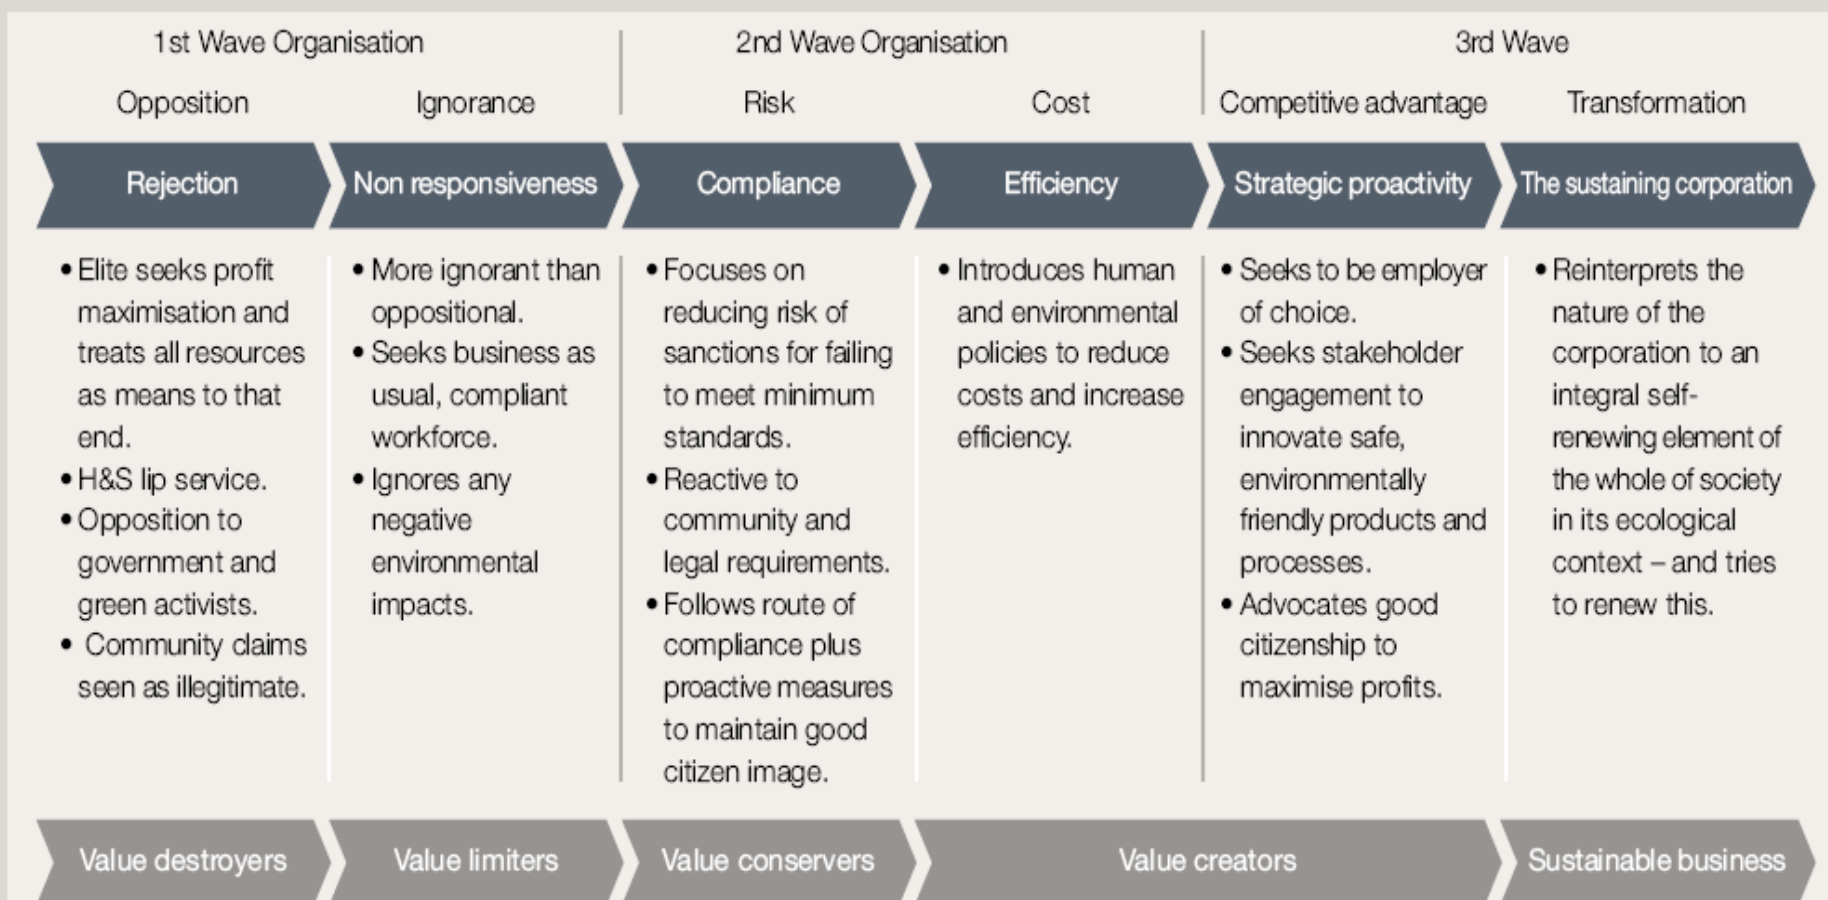 1st Wave Organisation
2nd Wave Organisation
3rd Wave
Opposition
Ignorance
Risk
Cost
Competitive advantage
Transformation
Rejection
Non responsiveness
Compliance
Efficiency
Strategic proactivity
The sustaining corporation
• Elite seeks profit
maximisation and
treats all resources
as means to that
end.
• H&S lip service.
• Opposition to
government and
green activists.
• Community claims
seen as illegitimate.
• More ignorant than
oppositional.
• Seeks business as
usual, compliant
workforce.
• Ignores any
negative
environmental
impacts.
• Focuses on
reducing risk of
sanctions for failing
to meet minimum
standards.
• Reactive to
community and
legal requirements.
• Follows route of
compliance plus
proactive measures
to maintain good
citizen image.
• Introduces human
and environmental
policies to reduce
costs and increase
efficiency.
• Seeks to be employer
of choice.
• Seeks stakeholder
engagement to
innovate safe,
environmentally
friendly products and
processes.
• Advocates good
citizenship to
maximise profits.
• Reinterprets the
nature of the
corporation to an
integral self-
renewing element of
the whole of society
in its ecological
context – and tries
to renew this.
Value destroyers
Value limiters
Value conservers
Value creators
Sustainable business